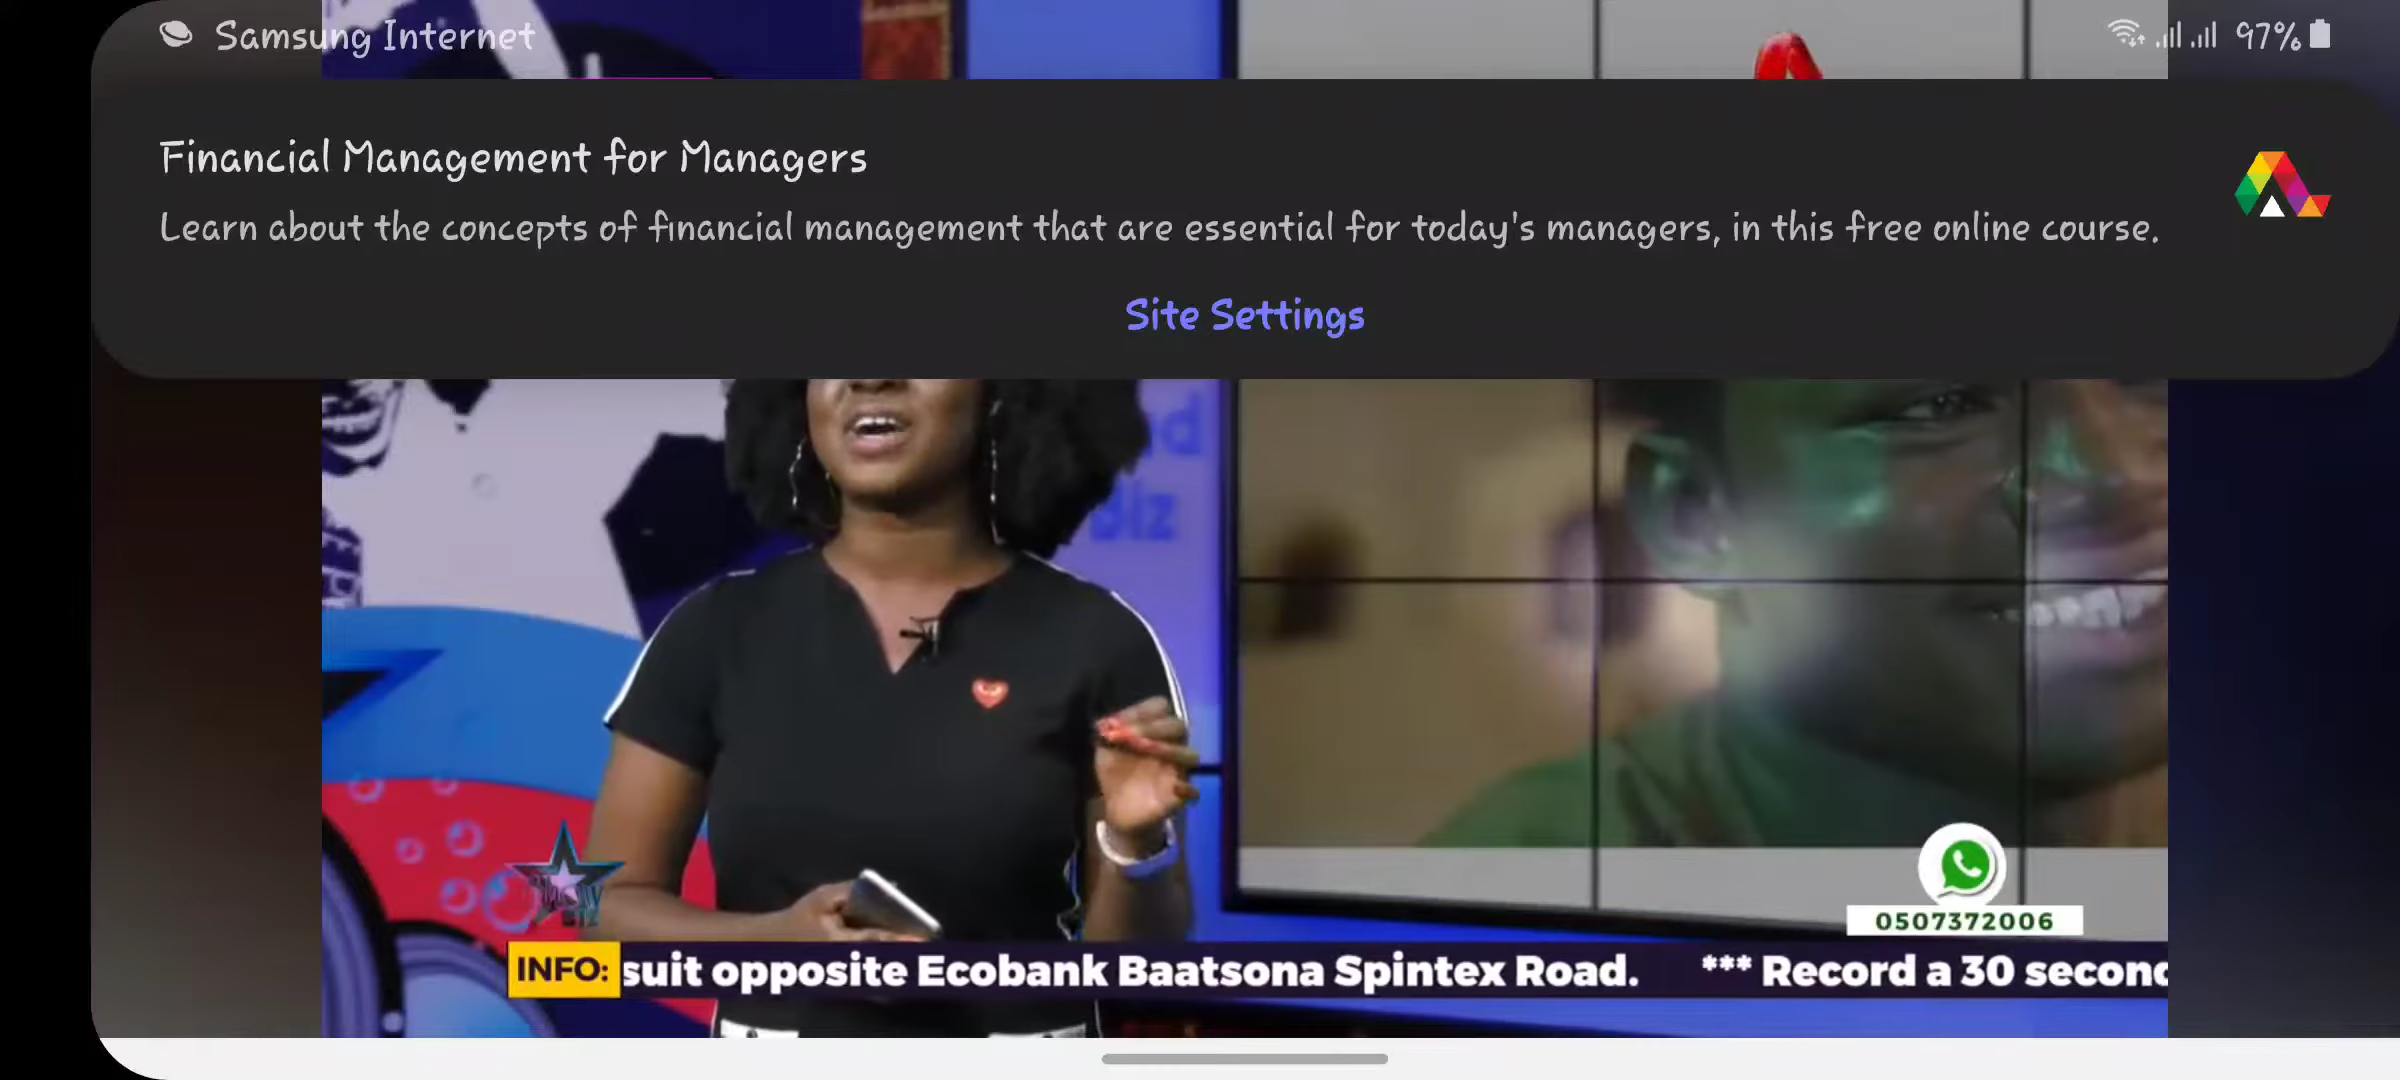 Samsung Internet
97%
Financial Management for Managers
Learn about the concepts of financial management that are essential for today's managers, in this free online course.
Site Settings
0507372006
INFO: suit opposite Ecobank Baatsona Spintex Road. *** Record a 30 second